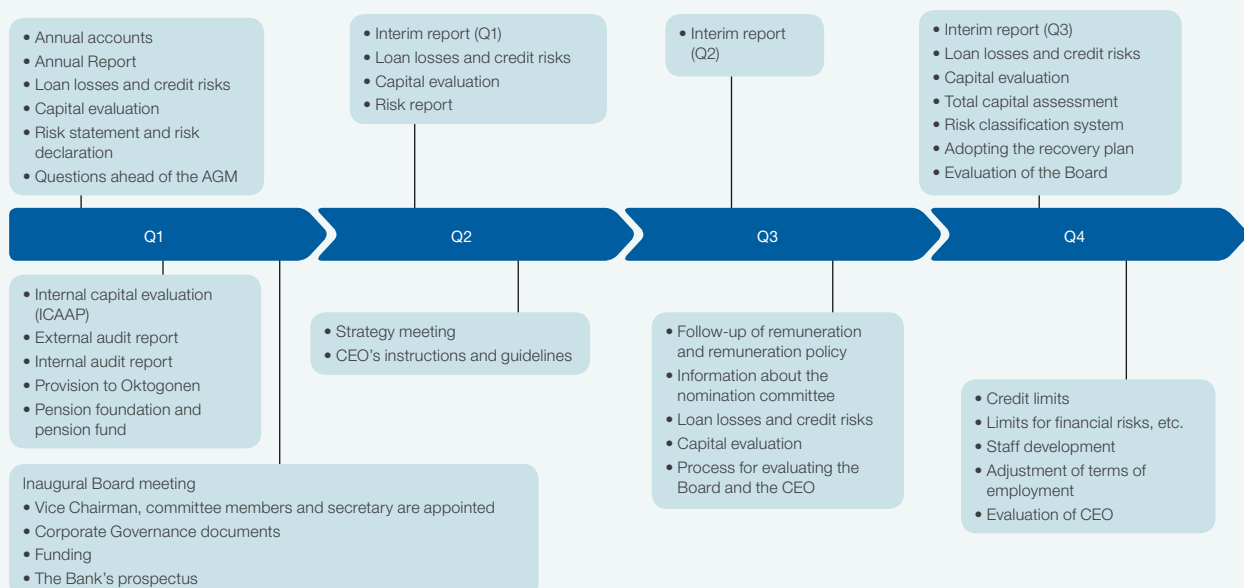 • Annual accounts
• Annual Report
• Loan losses and credit risks
• Capital evaluation
• Risk statement and risk
declaration
• Questions ahead of the AGM
• Interim report (Q1)
• Loan losses and credit risks
• Capital evaluation
• Risk report
• Interim report
(Q2)
• Interim report (Q3)
• Loan losses and credit risks
• Capital evaluation
• Total capital assessment
• Risk classification system
• Adopting the recovery plan
• Evaluation of the Board
Q1
Q2
Q3
Q4
• Internal capital evaluation
(ICAAP)
• External audit report
• Internal audit report
• Provision to Oktogonen
• Pension foundation and
pension fund
Inaugural Board meeting
• Vice Chairman, committee members and secretary are appointed
• Corporate Governance documents
• Funding
• The Bank's prospectus
• Strategy meeting
• CEO's instructions and guidelines
• Follow-up of remuneration
and remuneration policy
• Information about the
nomination committee
• Loan losses and credit risks
• Capital evaluation
• Process for evaluating the
Board and the CEO
• Credit limits
• Limits for financial risks, etc.
• Staff development
• Adjustment of terms of
employment
• Evaluation of CEO